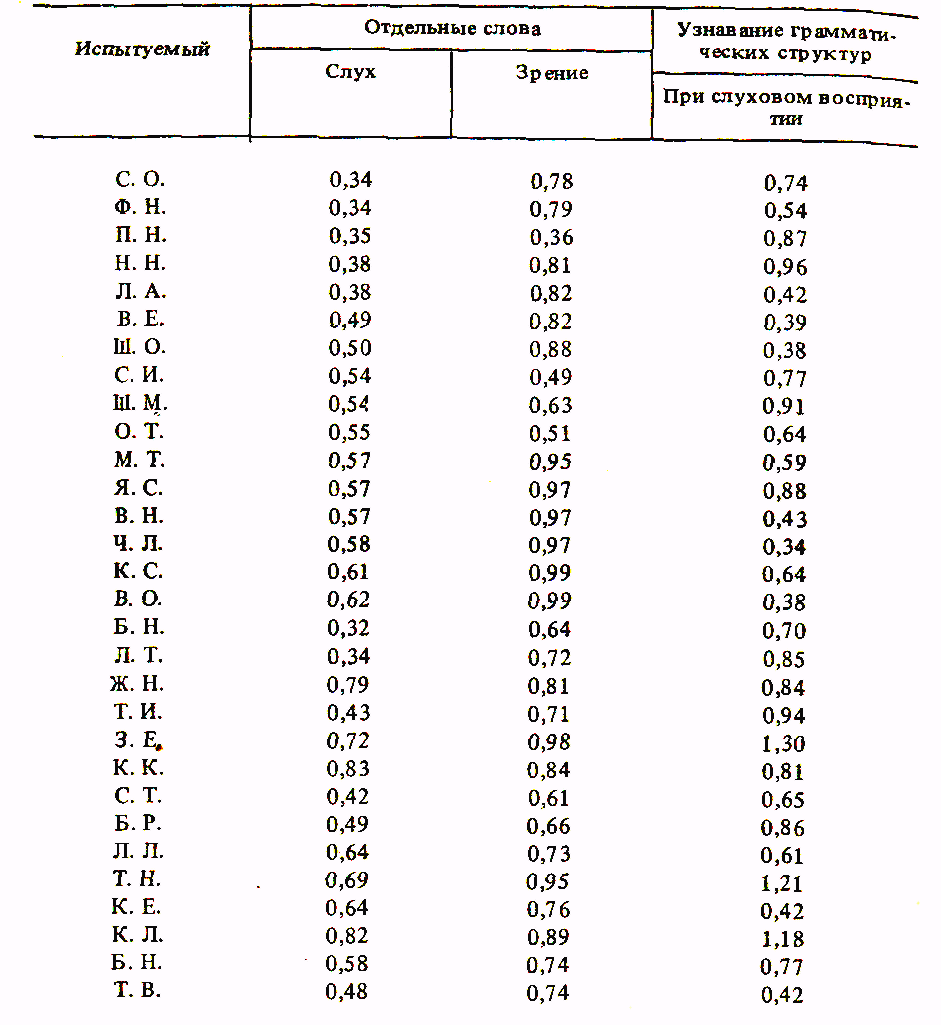 Испытуемый Отдельные слова Узнавание граммати-
ческих структур
Слух Зрение При слуховом восприя-
тии
С. О. 0,34 0,78 0,74
Ф. Н. 0,34 0,79 0,54
П. Н. 0,35 0,36 0,87
Н. Н. 0,38 0,81 0,96
Л. А. 0,38 0,82 0,42
В. Е. 0,49 0,82 0,39
Ш. О. 0,50 0,88 0,38
С. И. 0,54 0,49 0,77
Ш. М. 0,54 0,63 0,91
О. Т. 0,55 0,51 0,64
М. Т. 0,57 0,95 0,59
Я. С. 0,57 0,97 0,88
В. Н. 0,57 0,97 0,43
Ч. Л. 0,58 0,97 0,34
К. С. 0,61 0,99 0,64
В. О. 0,62 0,99 0,38
Б. Н. 0,32 0,64 0,70
Л. Т. 0,34 0,72 0,85
Ж. Н. 0,79 0,81 0,84
Т. И. 0,43 0,71 0,94
З. Е. 0,72 0,98 1,30
К. К. 0,83 0,84 0,81
С. Т. 0,42 0,61 0,65
Б. Р. 0,49 0,66 0,86
Л. Л. 0,64 0,73 0,61
Т. Н. 0,69 0,95 1,21
К. Е. 0,64 0,76 0,42
К. Л. 0,82 0,89 1,18
Б. Н. 0,58 0,74 0,77
Т. В. 0,48 0,74 0,42